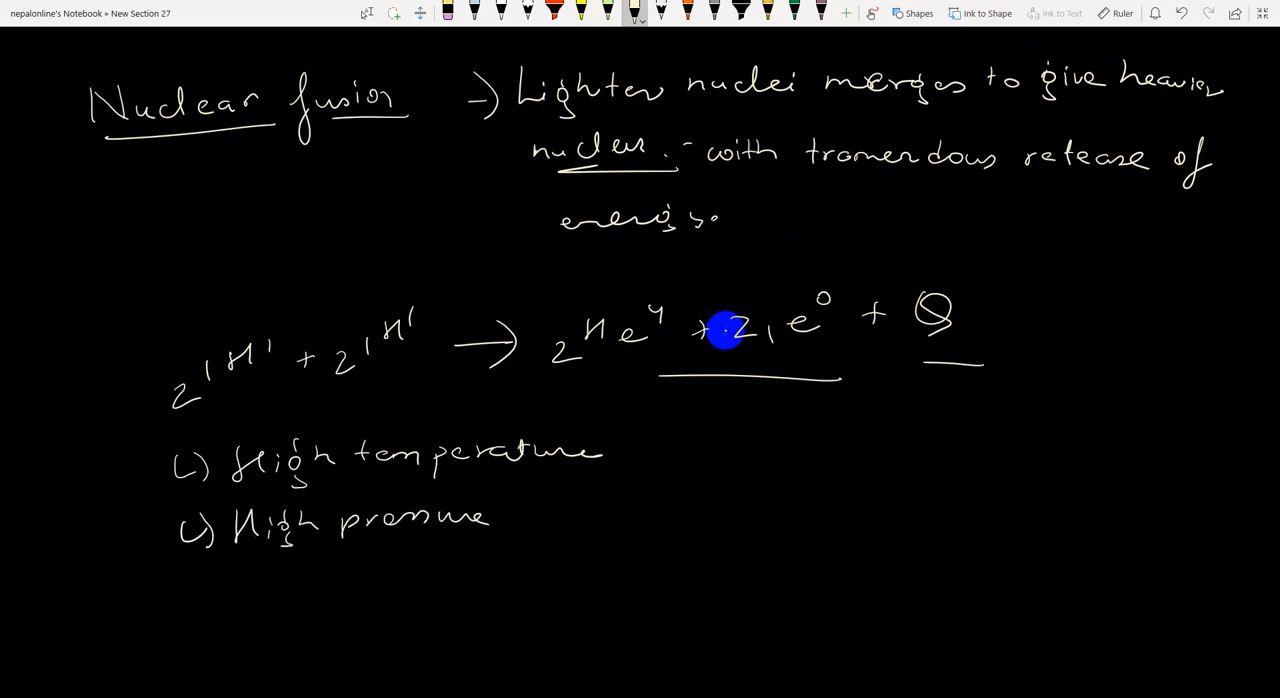 nepalonline's Notebook » New Section 27
Shapes Ink to Shape Ink to Text Ruler
Nuclear fusion → Lighter nuclei merges to give heavier
nucleus. - with tremendous release of
energy.
2 ₁H¹ + 2 ₁H¹ → ₂He⁴ + 2 ₁e⁰ + Q
i) High temperature
ii) High pressure